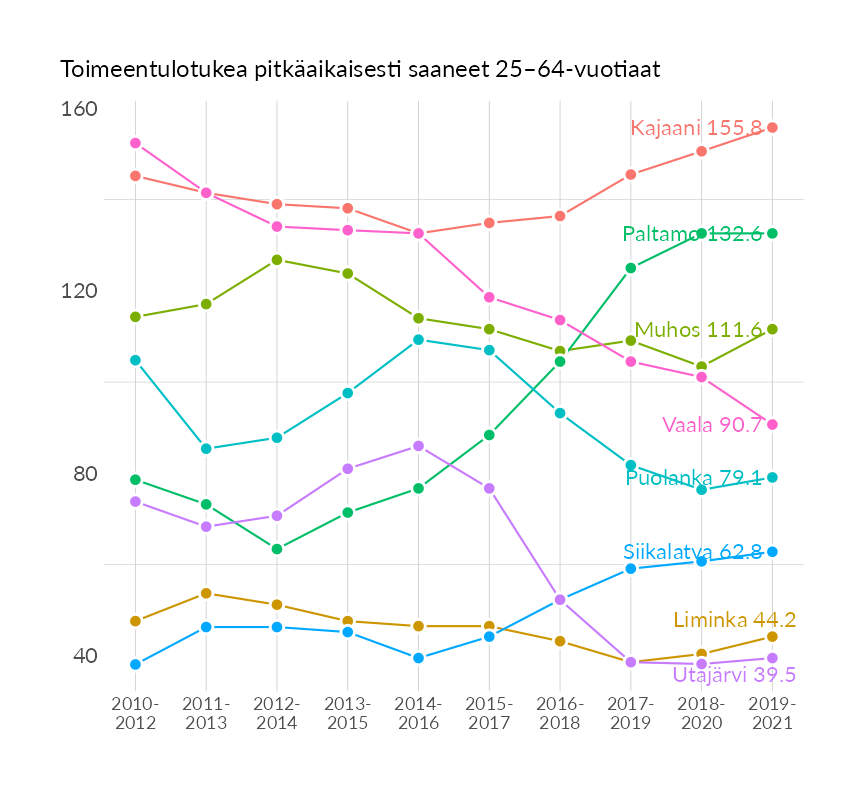 Toimeentulotukea pitkäaikaisesti saaneet 25–64-vuotiaat
160
Kajaani 155.8
Paltamo 132.6
120
Muhos 111.6
Vaala 90.7
80
Puolanka 79.1
Siikalatva 62.8
Liminka 44.2
40
Utajärvi 39.5
2010- 2011- 2012- 2013- 2014- 2015- 2016- 2017- 2018- 2019-
2012 2013 2014 2015 2016 2017 2018 2019 2020 2021